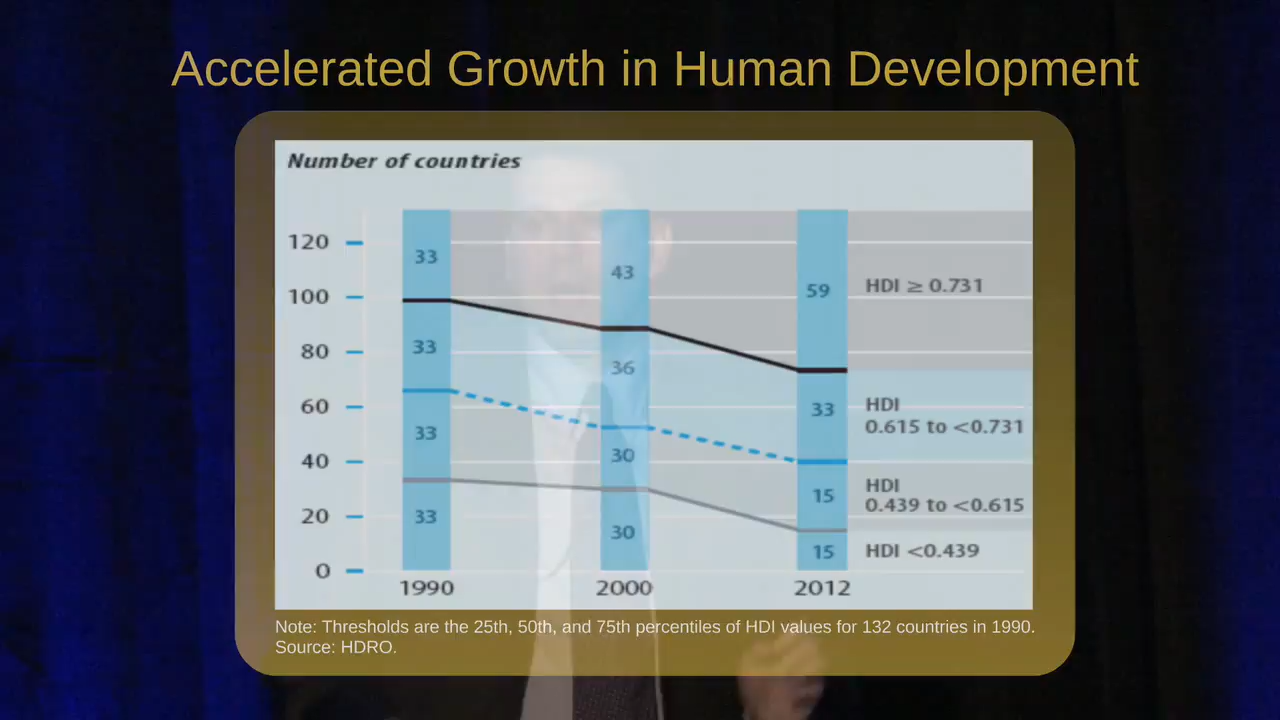 Accelerated Growth in Human Development
Number of countries
120
100
80
60
40
20
0
33
33
33
33
43
36
30
30
59
33
15
15
HDI ≥ 0.731
HDI
0.615 to <0.731
HDI
0.439 to <0.615
HDI <0.439
1990
2000
2012
Note: Thresholds are the 25th, 50th, and 75th percentiles of HDI values for 132 countries in 1990.
Source: HDRO.